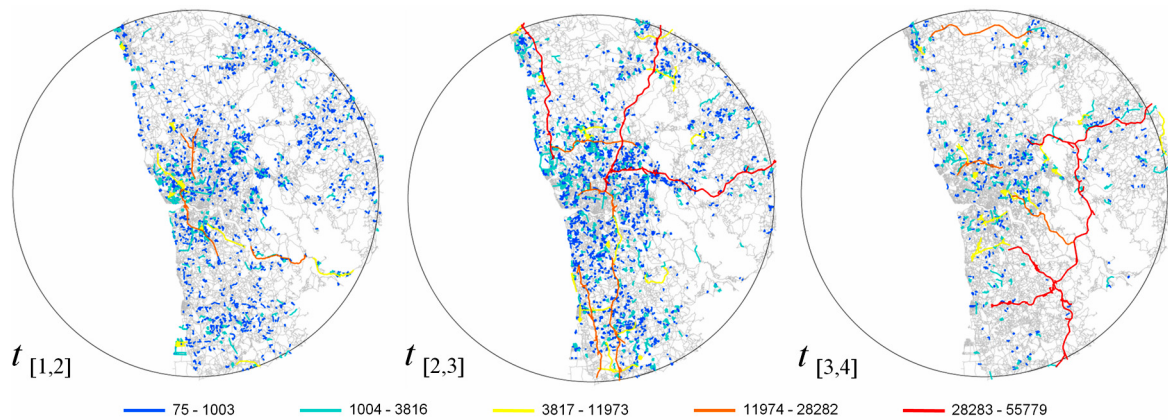 t [1,2]
t [2,3]
t [3,4]
75 - 1003
1004 - 3816
3817 - 11973
11974 - 28282
28283 - 55779